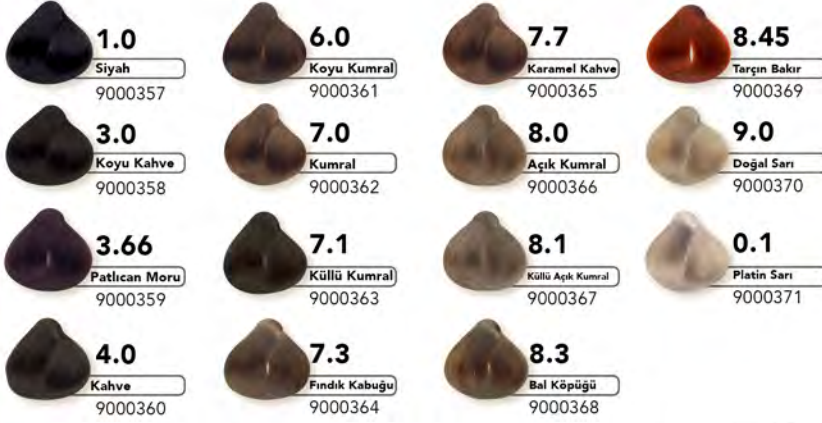 1.0
Siyah
9000357
3.0
Koyu Kahve
9000358
3.66
Patlıcan Moru
9000359
4.0
Kahve
9000360
6.0
Koyu Kumral
9000361
7.0
Kumral
9000362
7.1
Küllü Kumral
9000363
7.3
Fındık Kabuğu
9000364
7.7
Karamel Kahve
9000365
8.0
Açık Kumral
9000366
8.1
Küllü Açık Kumral
9000367
8.3
Bal Köpüğü
9000368
8.45
Tarçın Bakır
9000369
9.0
Doğal Sarı
9000370
0.1
Platin Sarı
9000371